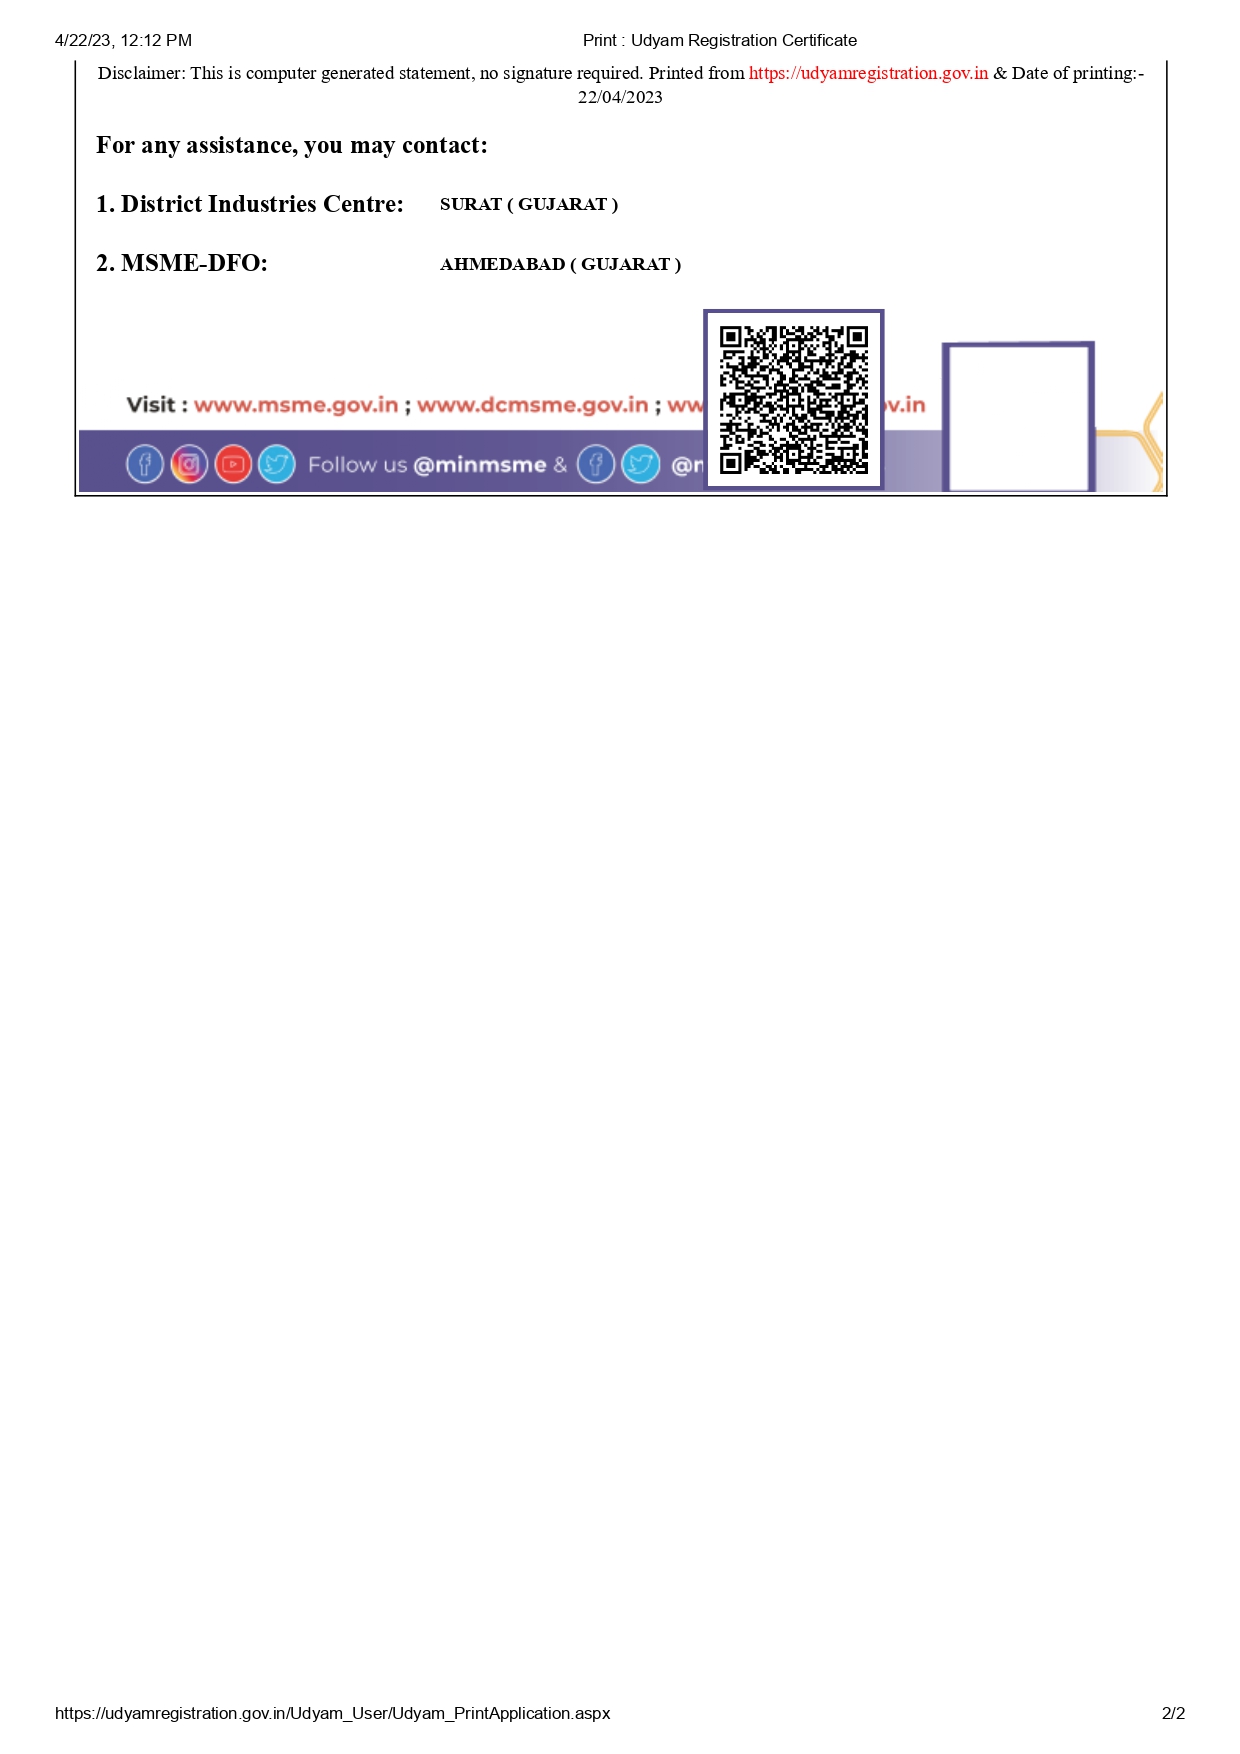 4/22/23, 12:12 PM
Print : Udyam Registration Certificate
Disclaimer: This is computer generated statement, no signature required. Printed from https://udyamregistration.gov.in & Date of printing:-
22/04/2023
For any assistance, you may contact:
1. District Industries Centre: SURAT ( GUJARAT )
2. MSME-DFO: AHMEDABAD ( GUJARAT )
Visit : www.msme.gov.in ; www.dcmsme.gov.in ; ww v.in
Follow us @minmsme &
https://udyamregistration.gov.in/Udyam_User/Udyam_PrintApplication.aspx
2/2